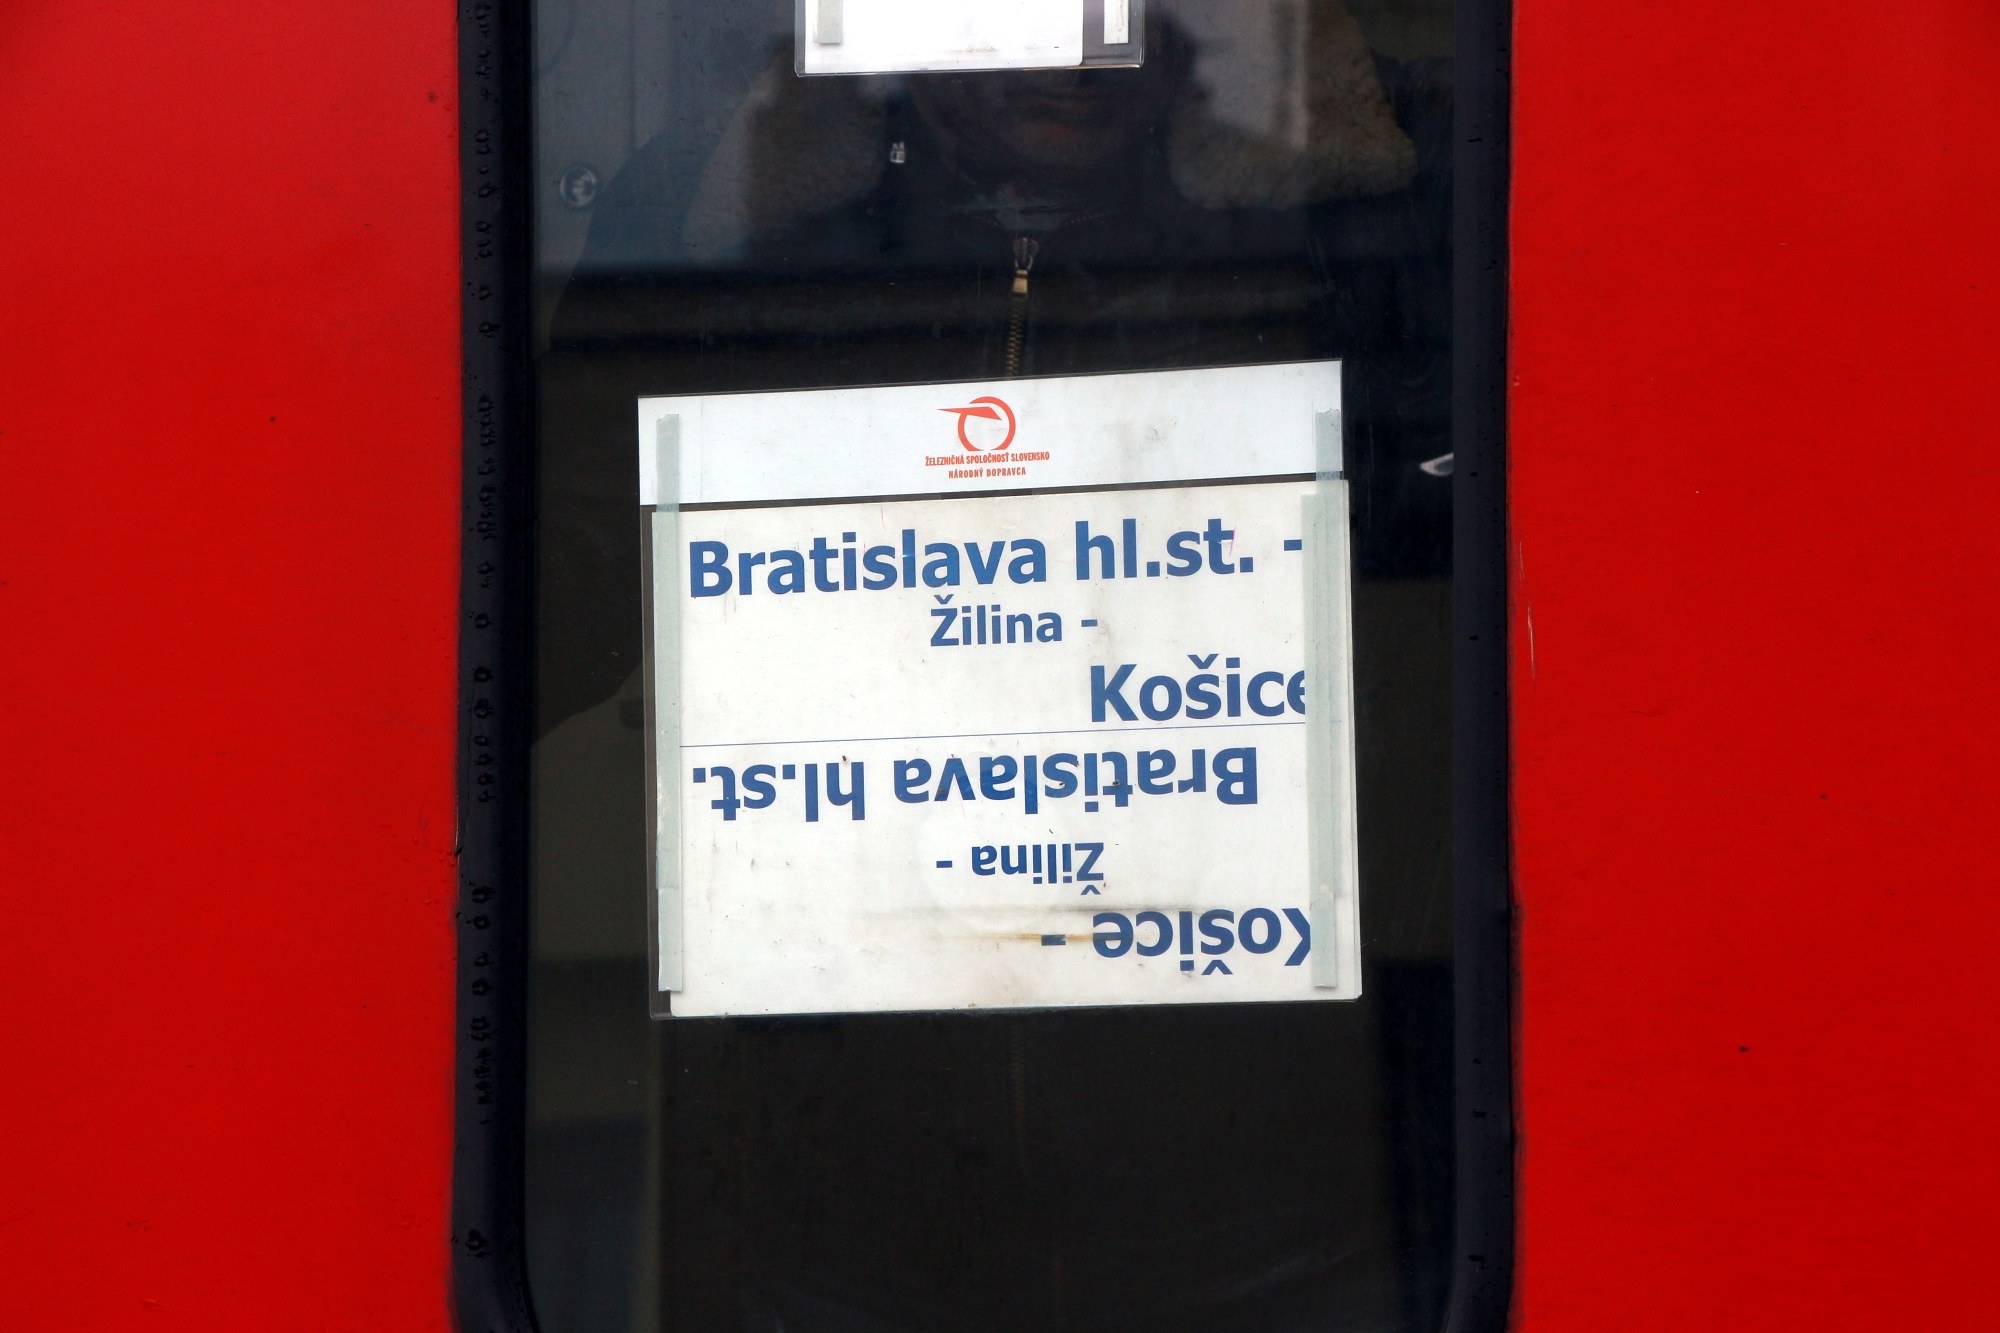 ŽELEZNIČNÁ SPOLOČNOSŤ SLOVENSKO
NÁRODNÝ DOPRAVCA
Bratislava hl.st. -
Žilina -
Košice
Košice -
Žilina -
Bratislava hl.st.